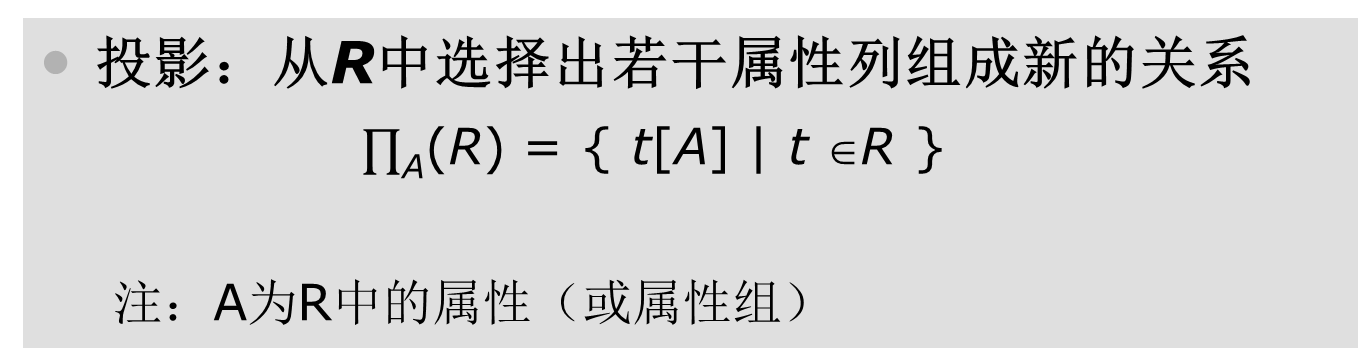 • 投影：从R中选择出若干属性列组成新的关系
∏A(R) = { t[A] | t ∈R }
注：A为R中的属性（或属性组）